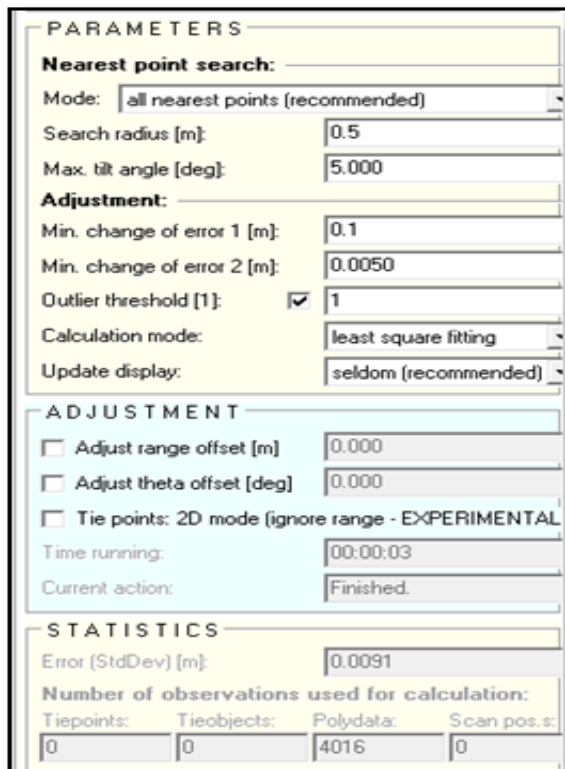 PARAMETERS
Nearest point search:
Mode: all nearest points (recommended)
Search radius [m]: 0.5
Max. tilt angle [deg]: 5.000
Adjustment:
Min. change of error 1 [m]: 0.1
Min. change of error 2 [m]: 0.0050
Outlier threshold [1]: 1
Calculation mode: least square fitting
Update display: seldom (recommended)
ADJUSTMENT
Adjust range offset [m] 0.000
Adjust theta offset [deg] 0.000
Tie points: 2D mode (ignore range - EXPERIMENTAL
Time running: 00:00:03
Current action: Finished.
STATISTICS
Error (StdDev) [m]: 0.0091
Number of observations used for calculation:
Tiepoints: Tieobjects: Polydata: Scan pos.s:
0 0 4016 0